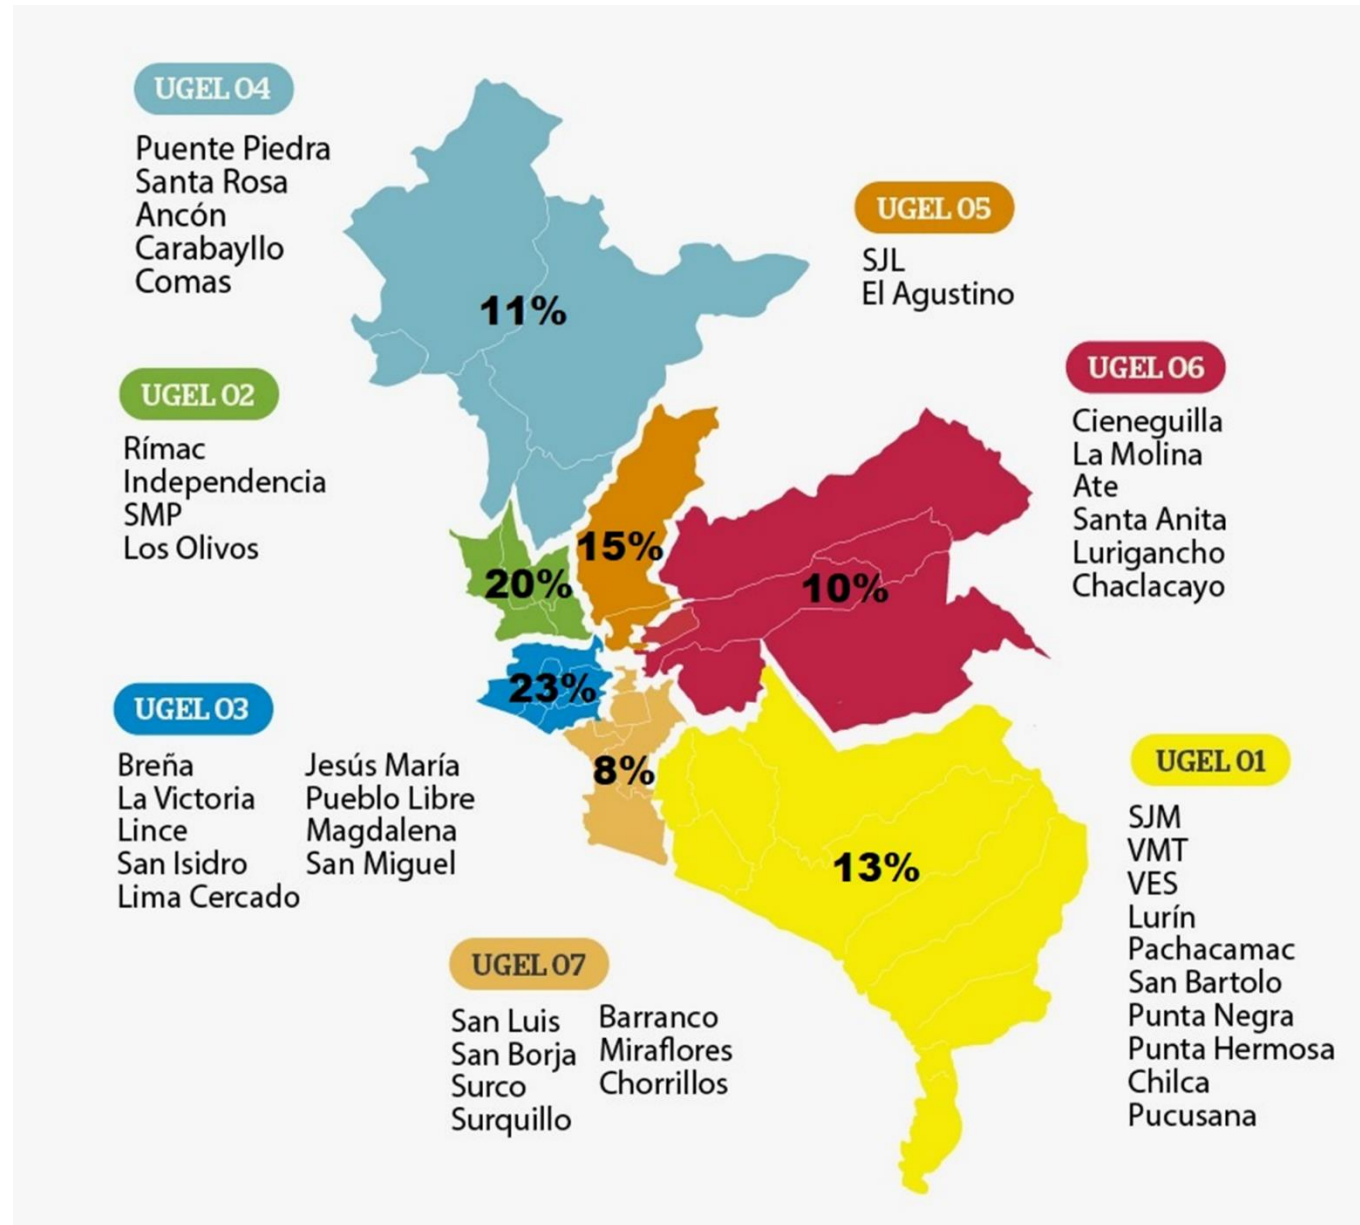 UGEL 04
Puente Piedra
Santa Rosa
Ancón
Carabayllo
Comas
11%
UGEL 05
SJL
El Agustino
15%
UGEL 02
Rímac
Independencia
SMP
Los Olivos
20%
UGEL 06
Cieneguilla
La Molina
Ate
Santa Anita
Lurigancho
Chaclacayo
10%
UGEL 03
Breña
La Victoria
Lince
San Isidro
Lima Cercado
Jesús María
Pueblo Libre
Magdalena
San Miguel
23%
8%
UGEL 07
San Luis
San Borja
Surco
Surquillo
Barranco
Miraflores
Chorrillos
13%
UGEL 01
SJM
VMT
VES
Lurín
Pachacamac
San Bartolo
Punta Negra
Punta Hermosa
Chilca
Pucusana